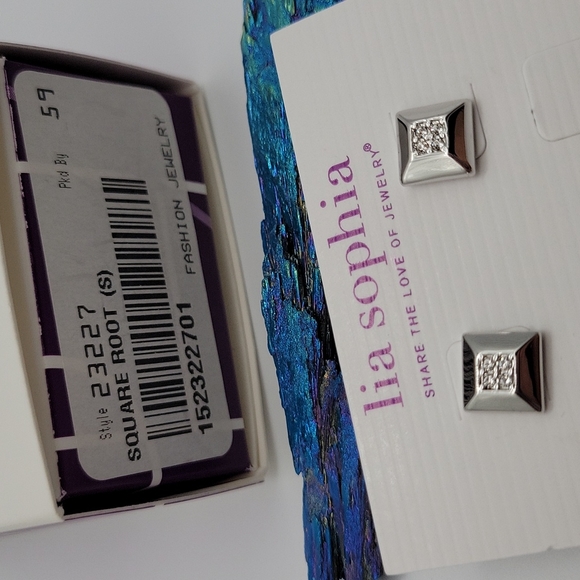 Style 23227
SQUARE ROOT (S)
152322701 FASHION JEWELRY
Pkd By 59
lia sophia
SHARE THE LOVE OF JEWELRY®